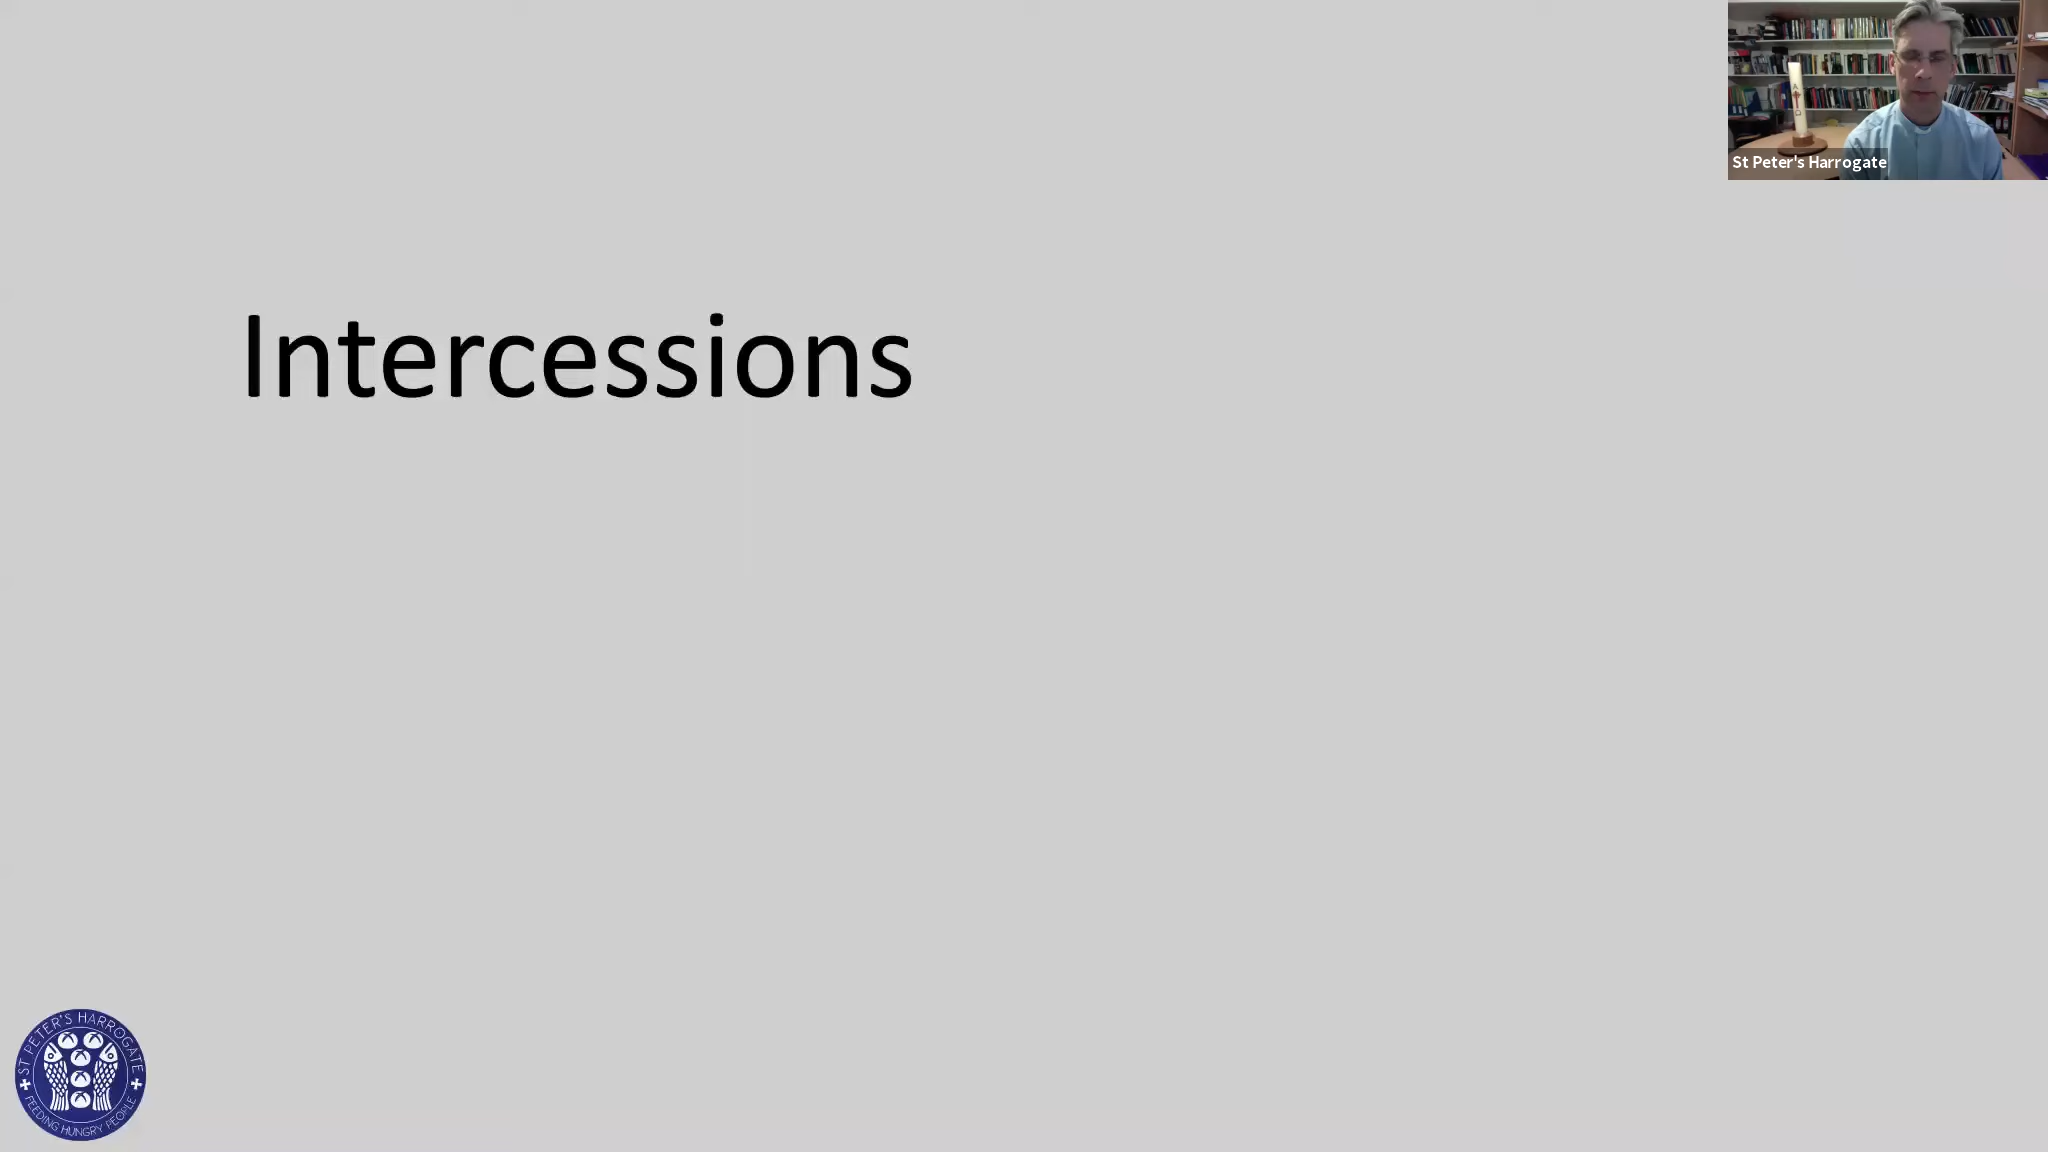 St Peter's Harrogate
Intercessions
ST PETER'S HARROGATE
FEEDING HUNGRY PEOPLE